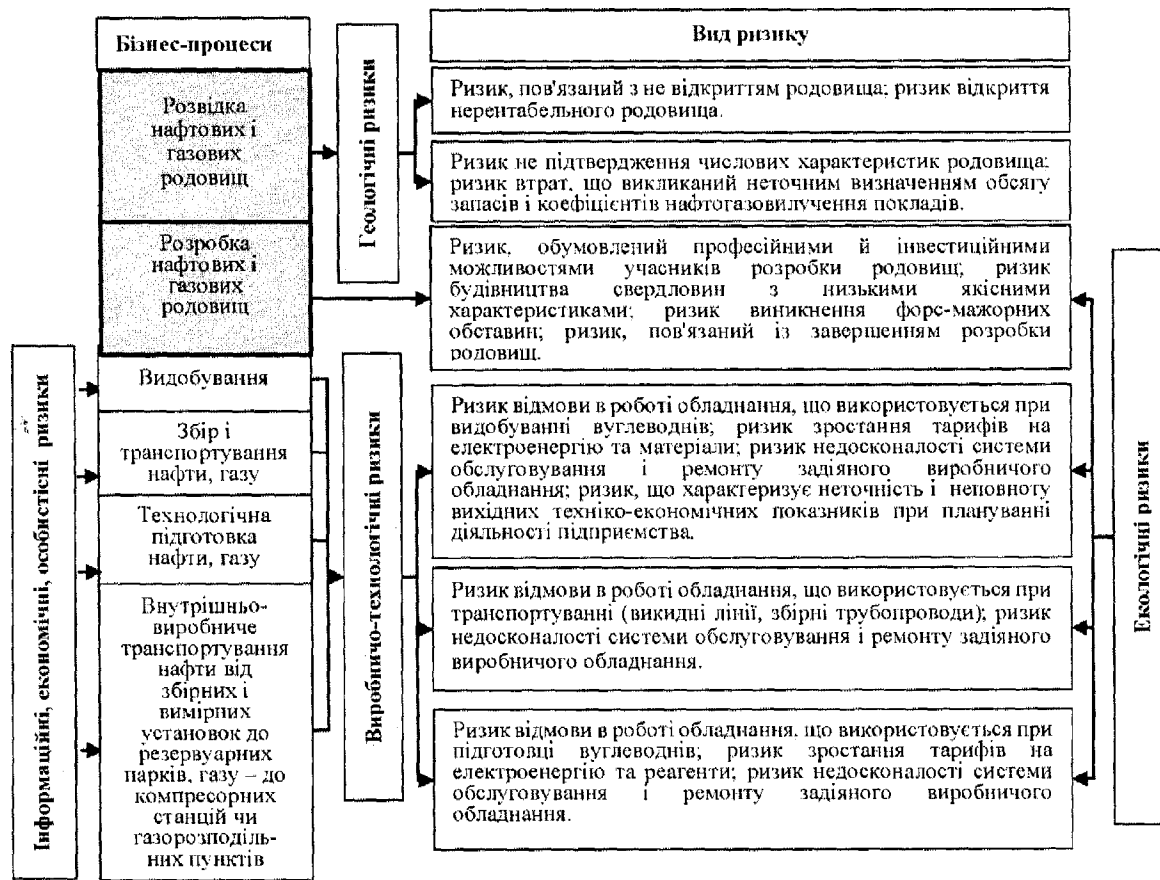 Бізнес-процеси
Розвідка
нафтових і
газових
родовищ
Розробка
нафтових і
газових
родовищ
Видобування
Збір і
транспортування
нафти, газу
Технологічна
підготовка
нафти, газу
Внутрішньо-
виробниче
транспортування
нафти від
збірних і
вимірних
установок до
резервуарних
парків, газу – до
компресорних
станцій чи
газорозподіль-
них пунктів
Інформаційні, економічні, особистісні ризики
Геологічні ризики
Виробничо-технологічні ризики
Вид ризику
Ризик, пов'язаний з не відкриттям родовища; ризик відкриття
нерентабельного родовища.
Ризик не підтвердження числових характеристик родовища;
ризик втрат, що викликаний неточним визначенням обсягу
запасів і коефіцієнтів нафтогазовилучення покладів.
Ризик, обумовлений професійними й інвестиційними
можливостями учасників розробки родовищ; ризик
будівництва свердловин з низькими якісними
характеристиками; ризик виникнення форс-мажорних
обставин; ризик, пов'язаний із завершенням розробки
родовищ.
Ризик відмови в роботі обладнання, що використовується при
видобуванні вуглеводнів; ризик зростання тарифів на
електроенергію та матеріали; ризик недосконалості системи
обслуговування і ремонту задіяного виробничого
обладнання; ризик, що характеризує неточність і неповноту
вихідних техніко-економічних показників при плануванні
діяльності підприємства.
Ризик відмови в роботі обладнання, що використовується при
транспортуванні (викидні лінії, збірні трубопроводи); ризик
недосконалості системи обслуговування і ремонту задіяного
виробничого обладнання.
Ризик відмови в роботі обладнання, що використовується при
підготовці вуглеводнів; ризик зростання тарифів на
електроенергію та реагенти; ризик недосконалості системи
обслуговування і ремонту задіяного виробничого
обладнання.
Екологічні ризики